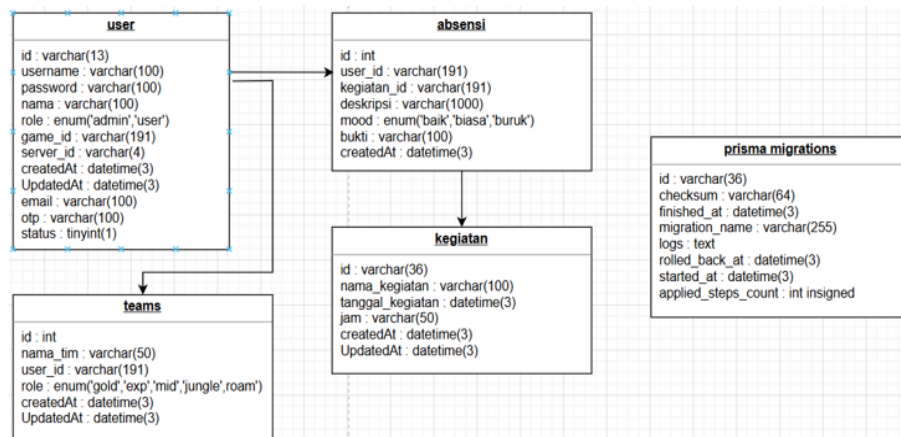 user
id : varchar(13)
username : varchar(100)
password : varchar(100)
nama : varchar(100)
role : enum('admin','user')
game_id : varchar(191)
server_id : varchar(4)
createdAt : datetime(3)
UpdatedAt : datetime(3)
email : varchar(100)
otp : varchar(100)
status : tinyint(1)
absensi
id : int
user_id : varchar(191)
kegiatan_id : varchar(191)
deskripsi : varchar(1000)
mood : enum('baik','biasa','buruk')
bukti : varchar(100)
createdAt : datetime(3)
prisma migrations
id : varchar(36)
checksum : varchar(64)
finished_at : datetime(3)
migration_name : varchar(255)
logs : text
rolled_back_at : datetime(3)
started_at : datetime(3)
applied_steps_count : int insigned
kegiatan
id : varchar(36)
nama_kegiatan : varchar(100)
tanggal_kegiatan : datetime(3)
jam : varchar(50)
createdAt : datetime(3)
UpdatedAt : datetime(3)
teams
id : int
nama_tim : varchar(50)
user_id : varchar(191)
role : enum('gold','exp','mid','jungle',roam')
createdAt : datetime(3)
UpdatedAt : datetime(3)